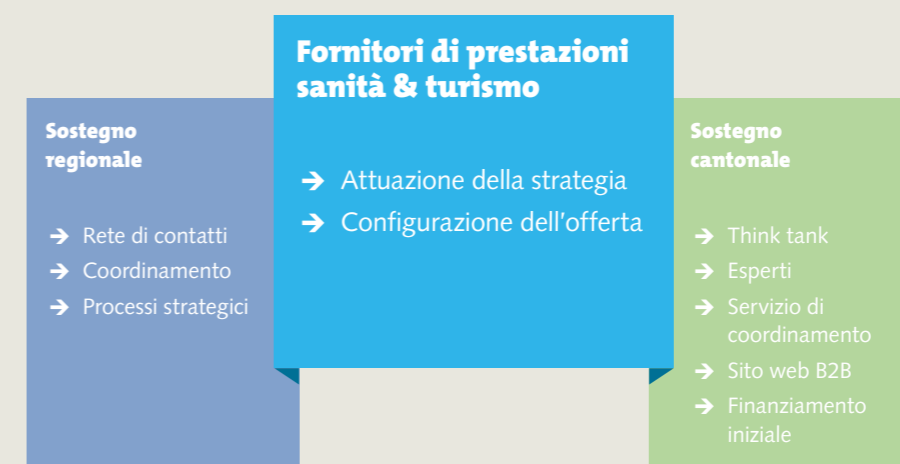 Fornitori di prestazioni
sanità & turismo
→ Attuazione della strategia
→ Configurazione dell'offerta
Sostegno
regionale
→ Rete di contatti
→ Coordinamento
→ Processi strategici
Sostegno
cantonale
→ Think tank
→ Esperti
→ Servizio di
coordinamento
→ Sito web B2B
→ Finanziamento
iniziale